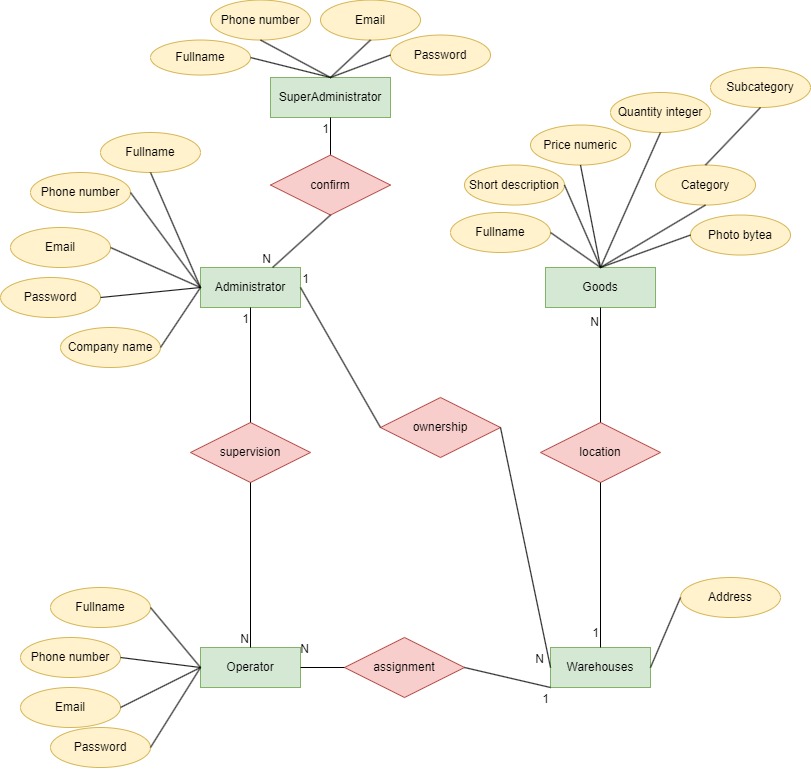 Phone number
Email
Fullname
Password
SuperAdministrator
1
confirm
N
Fullname
Phone number
Email
Password
Company name
Administrator
1
1
Subcategory
Quantity integer
Price numeric
Short description
Category
Fullname
Photo bytea
Goods
N
ownership
supervision
location
Fullname
Phone number
Email
Password
N
Operator
N
assignment
1
N
Warehouses
1
Address